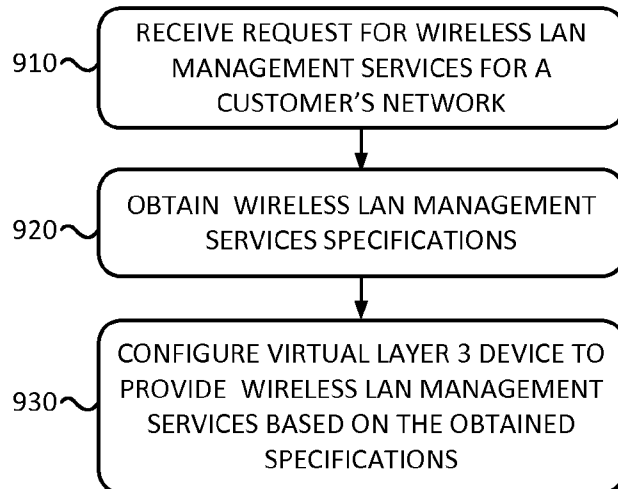 RECEIVE REQUEST FOR WIRELESS LAN
910
MANAGEMENT SERVICES FOR A
CUSTOMER'S NETWORK
OBTAIN WIRELESS LAN MANAGEMENT
920
SERVICES SPECIFICATIONS
CONFIGURE VIRTUAL LAYER 3 DEVICE TO
PROVIDE WIRELESS LAN MANAGEMENT
930
SERVICES BASED ON THE OBTAINED
SPECIFICATIONS